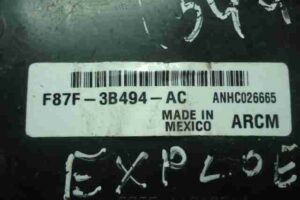 F87F-3B494-AC ANHC026665
MADE IN
MEXICO ARCM
EXPLOE